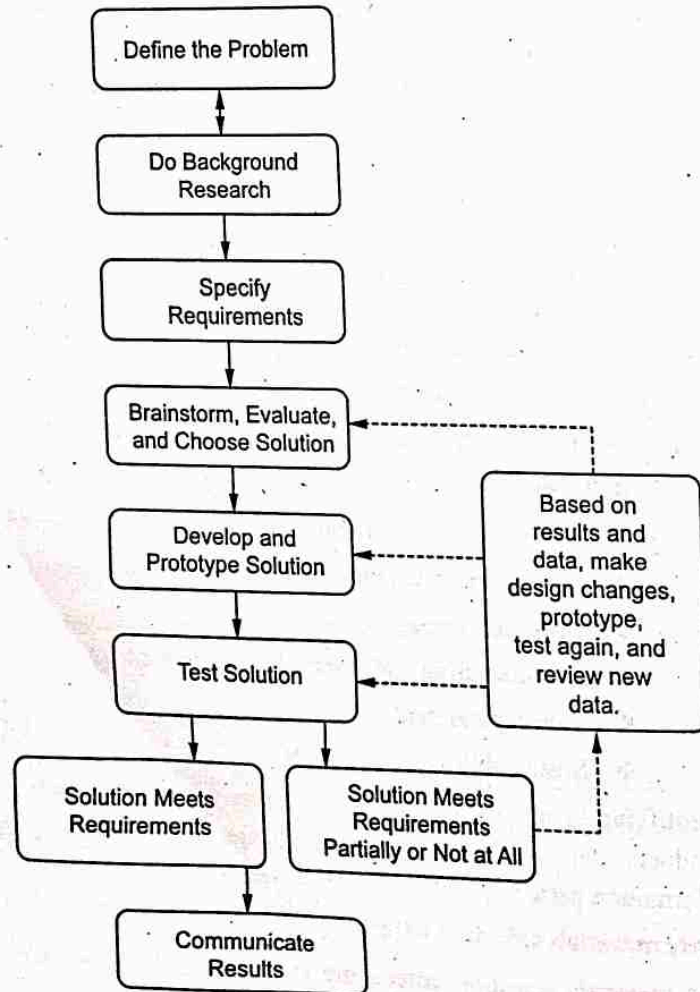 Define the Problem
Do Background
Research
Specify
Requirements
Brainstorm, Evaluate,
and Choose Solution
Develop and
Prototype Solution
Based on
results and
data, make
design changes,
prototype,
test again, and
review new
data.
Test Solution
Solution Meets
Requirements
Solution Meets
Requirements
Partially or Not at All
Communicate
Results